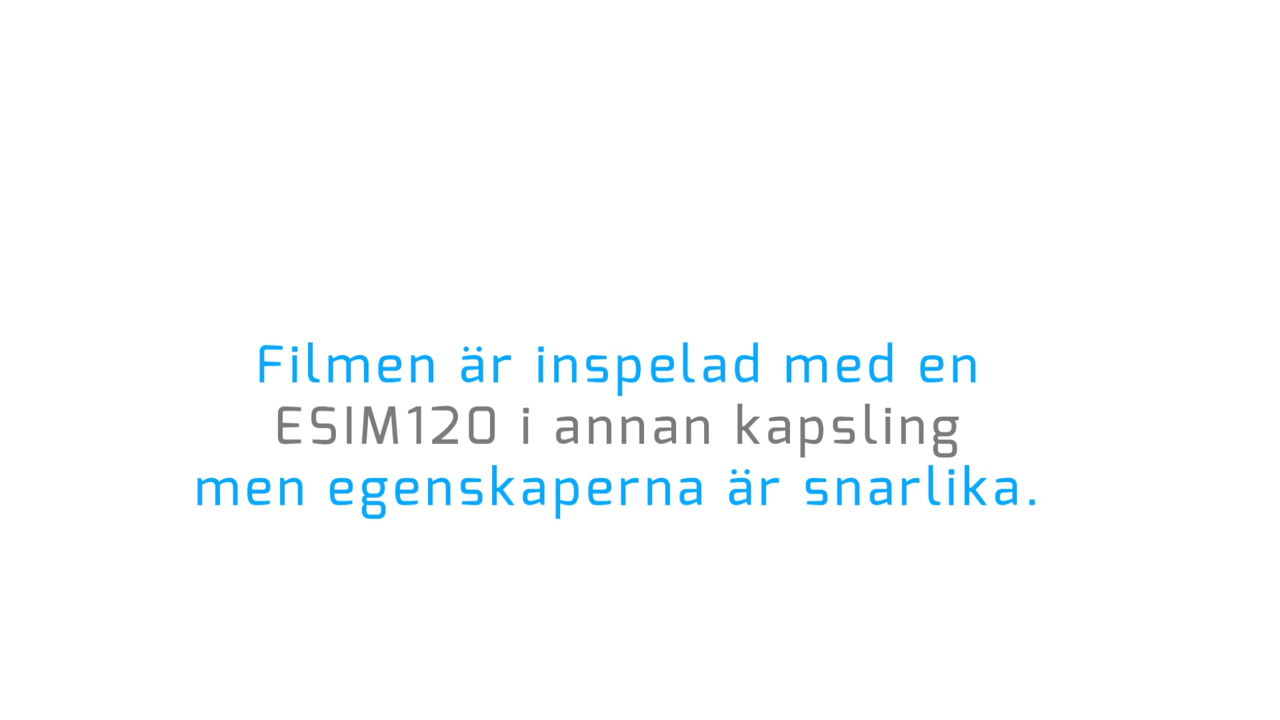 Filmen är inspelad med en
ESIM120 i annan kapsling
men egenskaperna är snarlika.